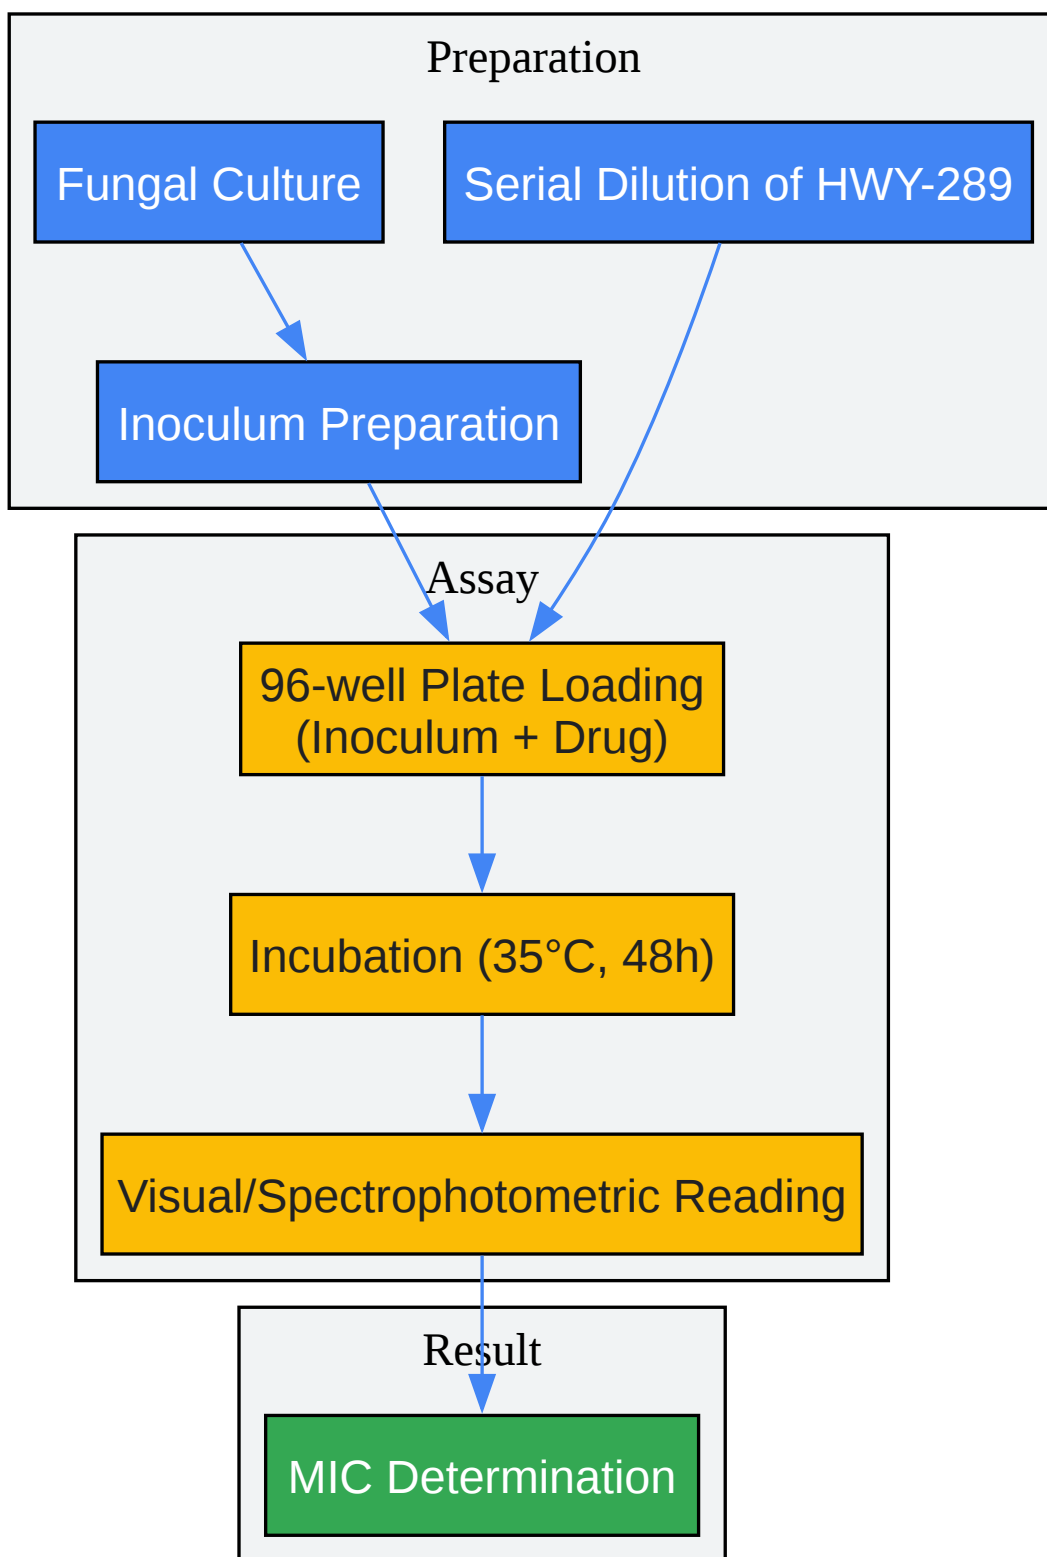 Preparation
Fungal Culture
Serial Dilution of HWY-289
Inoculum Preparation
Assay
96-well Plate Loading
(Inoculum + Drug)
Incubation (35°C, 48h)
Visual/Spectrophotometric Reading
Result
MIC Determination